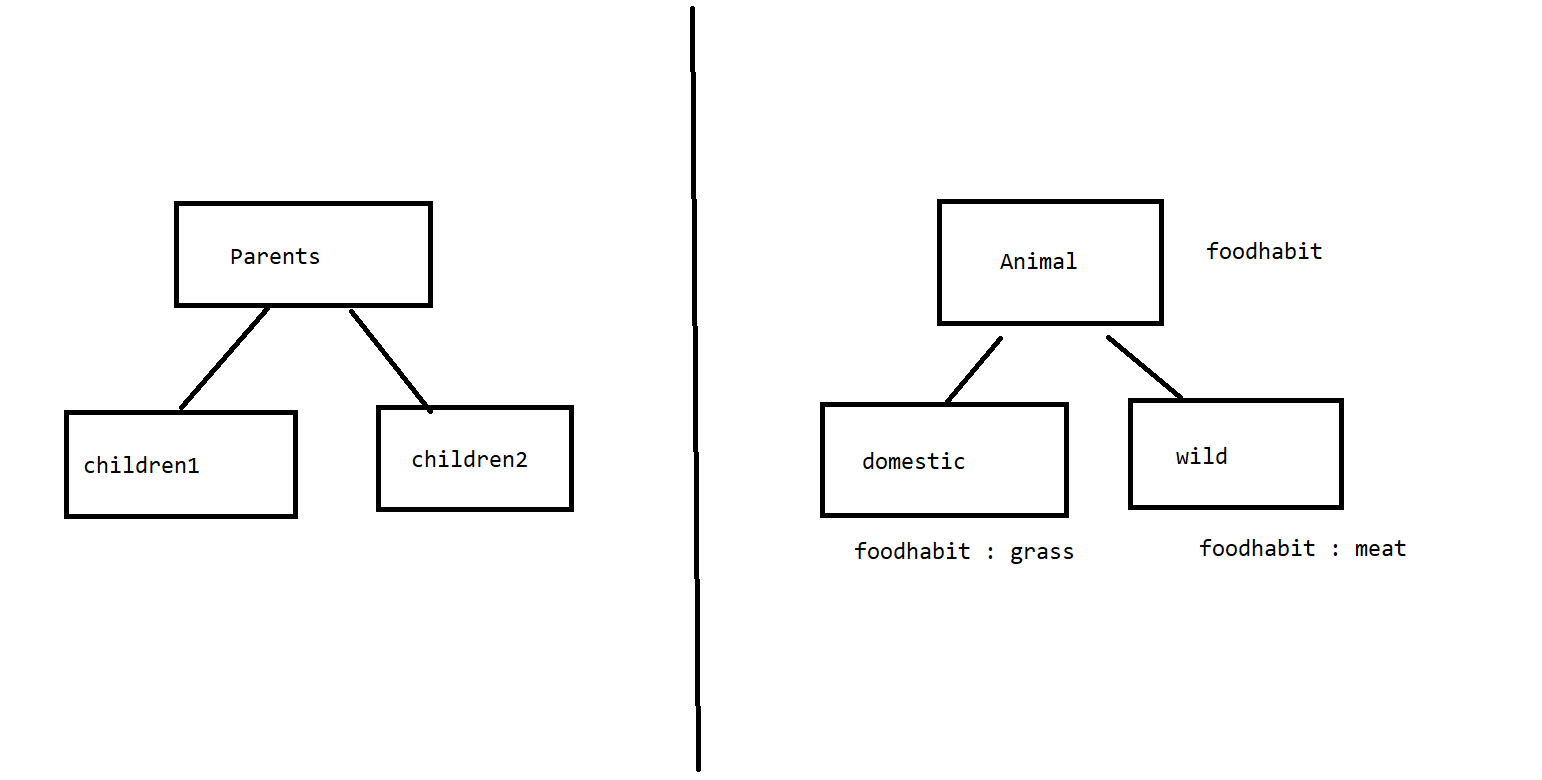 Parents
children1
children2
Animal
foodhabit
domestic
wild
foodhabit : grass
foodhabit : meat